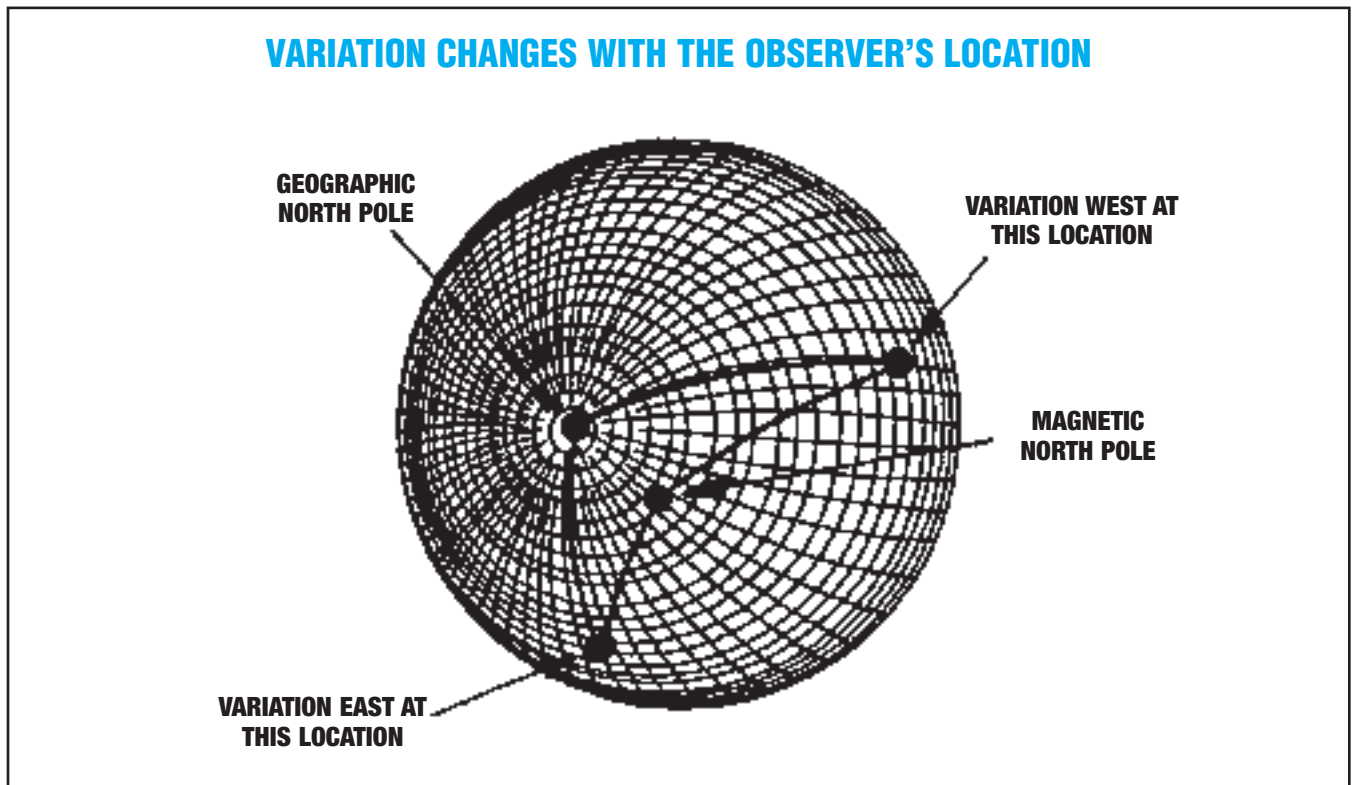 VARIATION CHANGES WITH THE OBSERVER'S LOCATION
GEOGRAPHIC
NORTH POLE
VARIATION WEST AT
THIS LOCATION
MAGNETIC
NORTH POLE
VARIATION EAST AT
THIS LOCATION